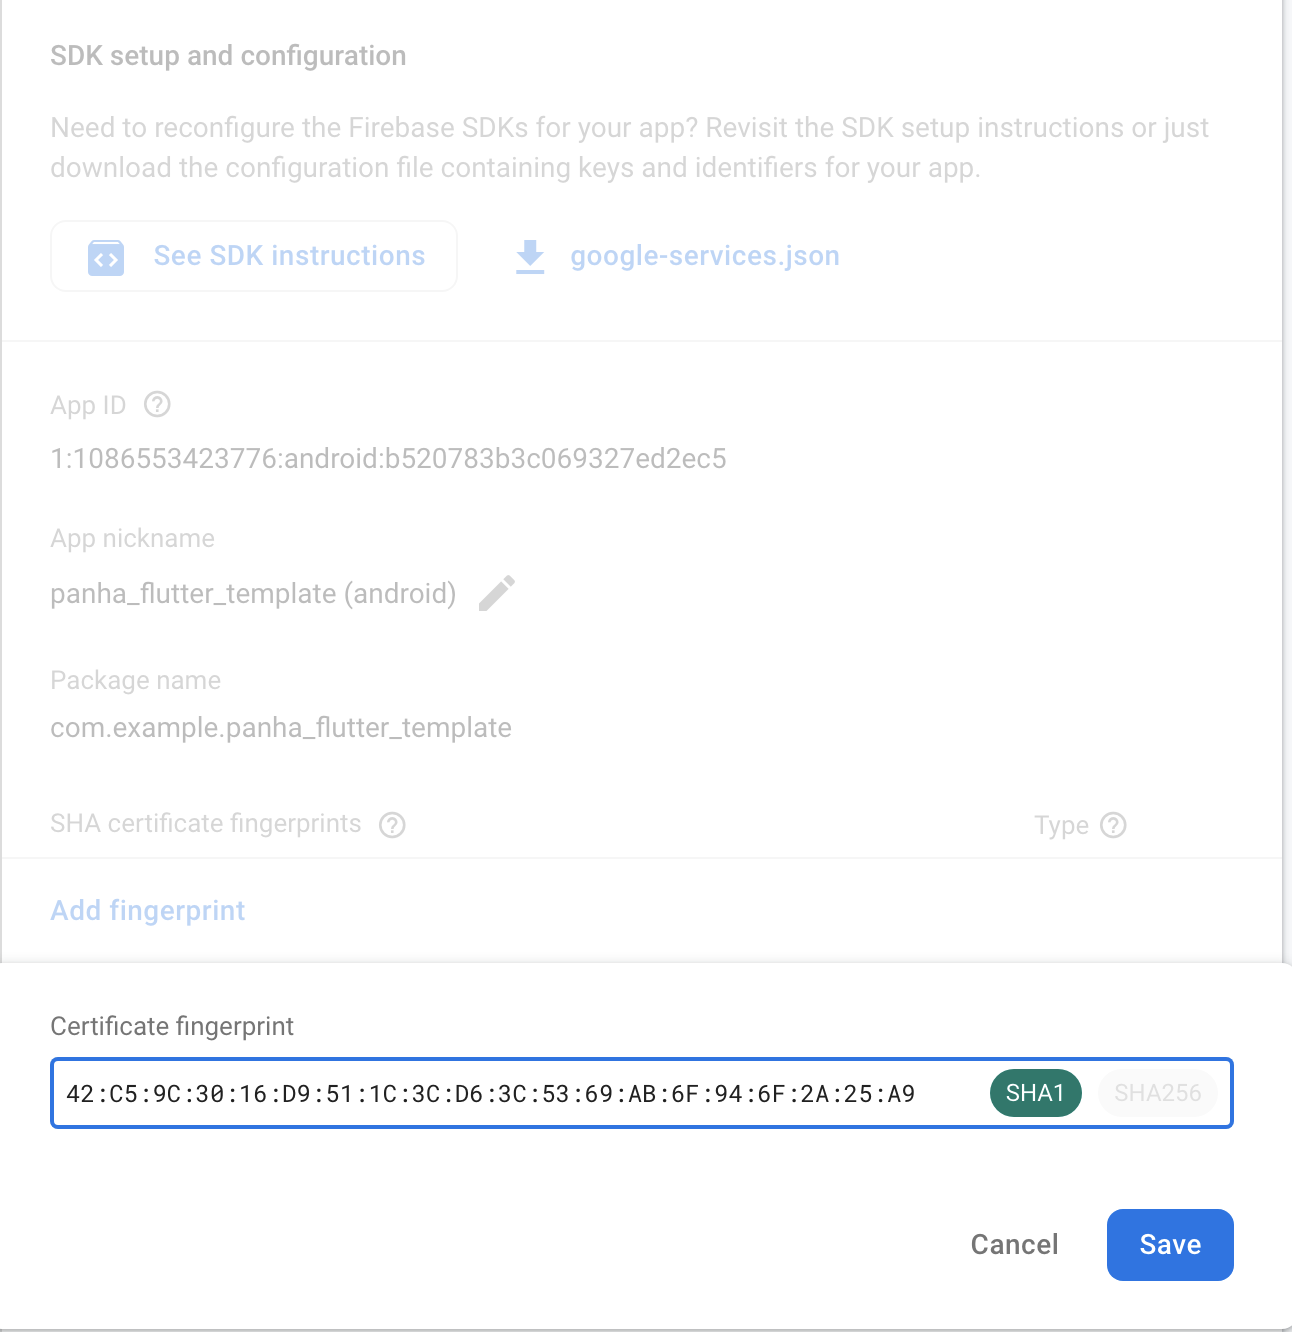 SDK setup and configuration
Need to reconfigure the Firebase SDKs for your app? Revisit the SDK setup instructions or just
download the configuration file containing keys and identifiers for your app.
See SDK instructions
google-services.json
App ID
1:1086553423776:android:b520783b3c069327ed2ec5
App nickname
panha_flutter_template (android)
Package name
com.example.panha_flutter_template
SHA certificate fingerprints
Type
Add fingerprint
Certificate fingerprint
42:C5:9C:30:16:D9:51:1C:3C:D6:3C:53:69:AB:6F:94:6F:2A:25:A9
SHA1
SHA256
Cancel
Save